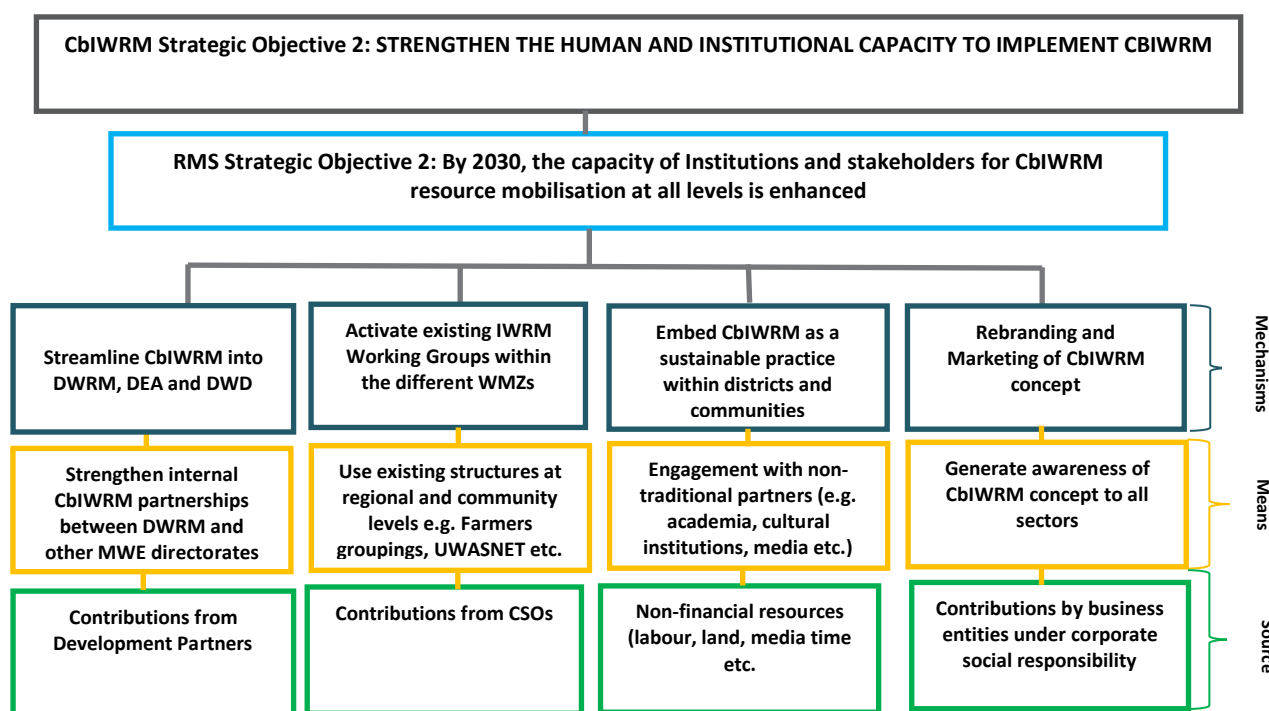 CbIWRM Strategic Objective 2: STRENGTHEN THE HUMAN AND INSTITUTIONAL CAPACITY TO IMPLEMENT CBIWRM
RMS Strategic Objective 2: By 2030, the capacity of Institutions and stakeholders for CbIWRM
resource mobilisation at all levels is enhanced
Streamline CbIWRM into
DWRM, DEA and DWD
Activate existing IWRM
Working Groups within
the different WMZs
Embed CbIWRM as a
sustainable practice
within districts and
communities
Rebranding and
Marketing of CbIWRM
concept
Mechanisms
Strengthen internal
CbIWRM partnerships
between DWRM and
other MWE directorates
Use existing structures at
regional and community
levels e.g. Farmers
groupings, UWASNET etc.
Engagement with non-
traditional partners (e.g.
academia, cultural
institutions, media etc.)
Generate awareness of
CbIWRM concept to all
sectors
Means
Contributions from
Development Partners
Contributions from CSOs
Non-financial resources
(labour, land, media time
etc.
Contributions by business
entities under corporate
social responsibility
Source